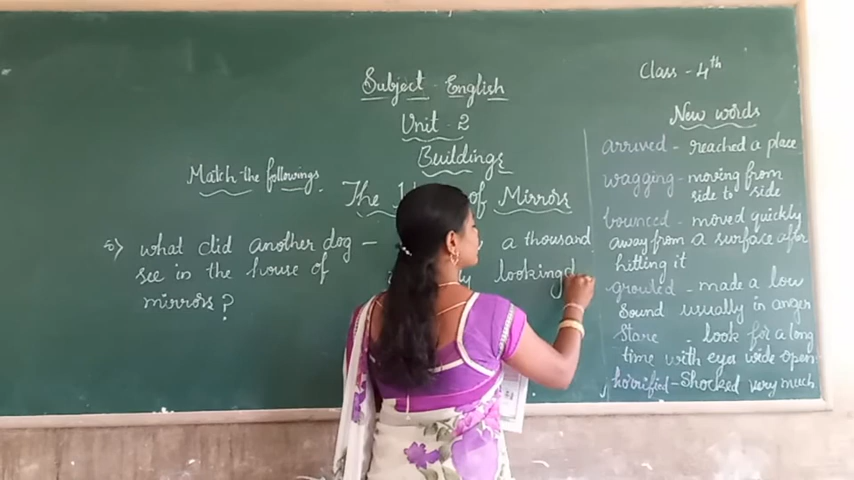 Subject - English
Class - 4th
Unit - 2
Buildings
Match the followings.
The of Mirrors
what did another dog - a thousand
see in the house of looking
mirrors?
New words
arrived - reached a place
wagging - moving from
side to side
bounced - moved quickly
away from a surface after
hitting it
growled - made a low
Sound usually in anger
Stare - look for a long
time with eyes wide open
horrified - Shocked very much